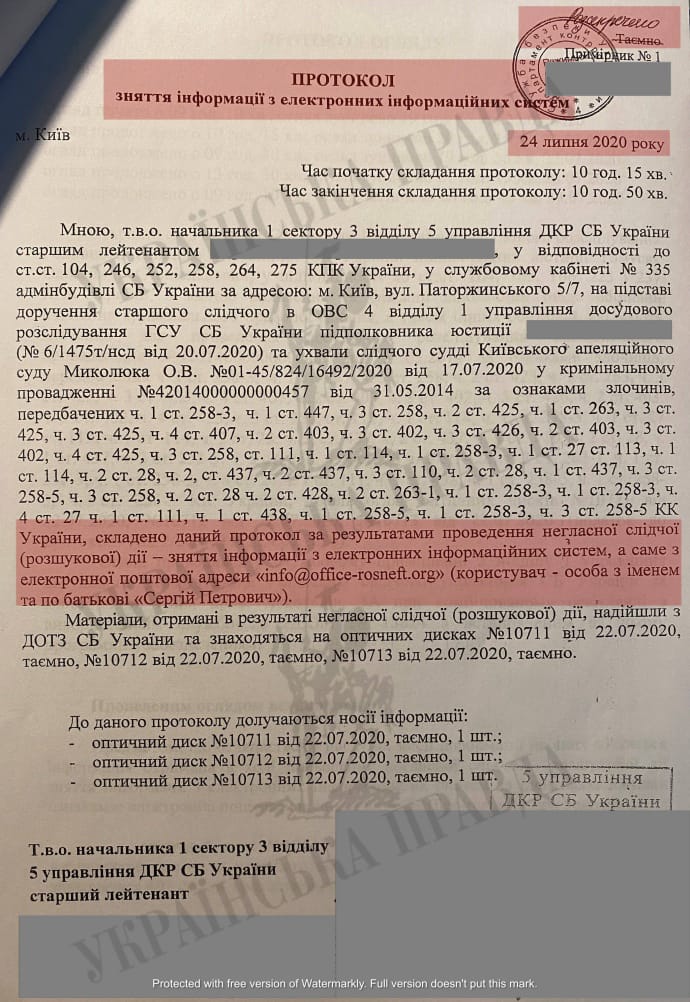 Розсекречено
Таємно
Примірник № 1
ПРОТОКОЛ
зняття інформації з електронних інформаційних систем
м. Київ
24 липня 2020 року
Час початку складання протоколу: 10 год. 15 хв.
Час закінчення складання протоколу: 10 год. 50 хв.
Мною, т.в.о. начальника 1 сектору 3 відділу 5 управління ДКР СБ України
старшим лейтенантом , у відповідності до
ст.ст. 104, 246, 252, 258, 264, 275 КПК України, у службовому кабінеті № 335
адмінбудівлі СБ України за адресою: м. Київ, вул. Паторжинського 5/7, на підставі
доручення старшого слідчого в ОВС 4 відділу 1 управління досудового
розслідування ГСУ СБ України підполковника юстиції
(№ 6/1475т/нсд від 20.07.2020) та ухвали слідчого судді Київського апеляційного
суду Миколюка О.В. №01-45/824/16492/2020 від 17.07.2020 у кримінальному
провадженні №42014000000000457 від 31.05.2014 за ознаками злочинів,
передбачених ч. 1 ст. 258-3, ч. 1 ст. 447, ч. 3 ст. 258, ч. 2 ст. 425, ч. 1 ст. 263, ч. 3 ст.
425, ч. 3 ст. 425, ч. 4 ст. 407, ч. 2 ст. 403, ч. 3 ст. 402, ч. 3 ст. 426, ч. 2 ст. 403, ч. 3 ст.
402, ч. 4 ст. 425, ч. 3 ст. 258, ст. 111, ч. 1 ст. 114, ч. 1 ст. 258-3, ч. 1 ст. 27 ст. 113, ч. 1
ст. 114, ч. 2 ст. 28, ч. 2, ст. 437, ч. 2 ст. 437, ч. 3 ст. 110, ч. 2 ст. 28, ч. 1 ст. 437, ч. 3 ст.
258-5, ч. 3 ст. 258, ч. 2 ст. 28 ч. 2 ст. 428, ч. 2 ст. 263-1, ч. 1 ст. 258-3, ч. 1 ст. 258-3, ч.
4 ст. 27 ч. 1 ст. 111, ч. 1 ст. 438, ч. 1 ст. 258-5, ч. 1 ст. 258-3, ч. 3 ст. 258-5 КК
України, складено даний протокол за результатами проведення негласної слідчої
(розшукової) дії – зняття інформації з електронних інформаційних систем, а саме з
електронної поштової адреси «info@office-rosneft.org» (користувач - особа з іменем
та по батькові «Сергій Петрович»).
Матеріали, отримані в результаті негласної слідчої (розшукової) дії, надійшли з
ДОТЗ СБ України та знаходяться на оптичних дисках №10711 від 22.07.2020,
таємно, №10712 від 22.07.2020, таємно, №10713 від 22.07.2020, таємно.
До даного протоколу долучаються носії інформації:
- оптичний диск №10711 від 22.07.2020, таємно, 1 шт.;
- оптичний диск №10712 від 22.07.2020, таємно, 1 шт.;
- оптичний диск №10713 від 22.07.2020, таємно, 1 шт.
5 управління
ДКР СБ України
Т.в.о. начальника 1 сектору 3 відділу
5 управління ДКР СБ України
старший лейтенант
УКРАЇНСЬКА ПРАВДА
УКРАЇНСЬКА ПРАВДА
Protected with free version of Watermarkly. Full version doesn't put this mark.